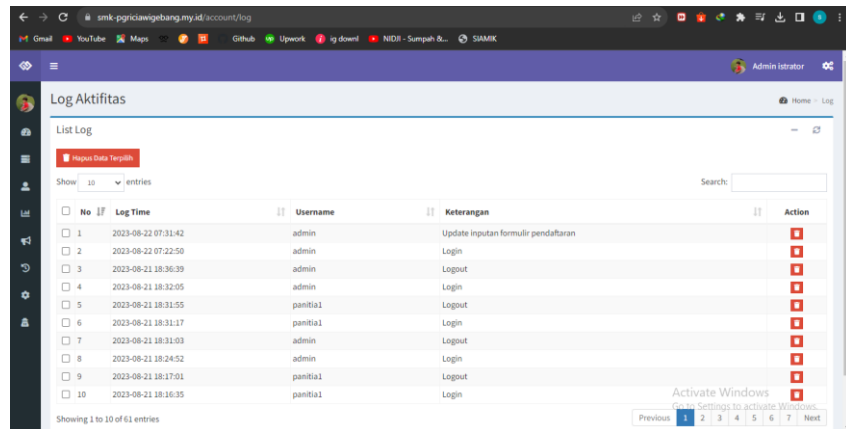 smk-pgriciawigebang.my.id/account/log
Gmail YouTube Maps Github Upwork ig downl NIDJI - Sumpah &... SIAMIK
Admin istrator
Log Aktifitas
Home > Log
List Log
Hapus Data Terpilih
Show 10 entries Search:
No Log Time Username Keterangan Action
1 2023-08-22 07:31:42 admin Update inputan formulir pendaftaran
2 2023-08-22 07:22:50 admin Login
3 2023-08-21 18:36:39 admin Logout
4 2023-08-21 18:32:05 admin Login
5 2023-08-21 18:31:55 panitia1 Logout
6 2023-08-21 18:31:17 panitia1 Login
7 2023-08-21 18:31:03 admin Logout
8 2023-08-21 18:24:52 admin Login
9 2023-08-21 18:17:01 panitia1 Logout
10 2023-08-21 18:16:35 panitia1 Login
Activate Windows
Go to Settings to activate Windows.
Showing 1 to 10 of 61 entries Previous 1 2 3 4 5 6 7 Next